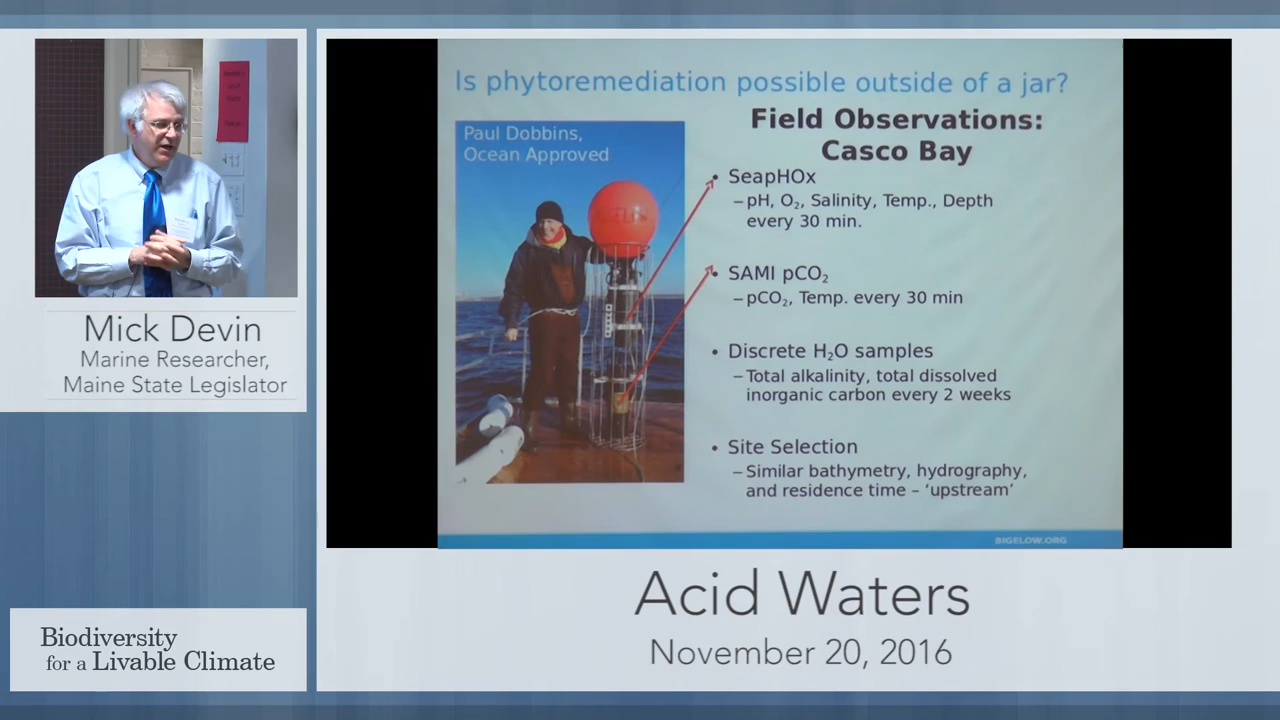 Mick Devin
Marine Researcher,
Maine State Legislator
Biodiversity
for a Livable Climate
Is phytoremediation possible outside of a jar?
Paul Dobbins,
Ocean Approved
Field Observations:
Casco Bay
• SeapHOx
–pH, O₂, Salinity, Temp., Depth
every 30 min.
• SAMI pCO₂
–pCO₂, Temp. every 30 min
• Discrete H₂O samples
–Total alkalinity, total dissolved
inorganic carbon every 2 weeks
• Site Selection
–Similar bathymetry, hydrography,
and residence time – ‘upstream’
BIGELOW.ORG
Acid Waters
November 20, 2016